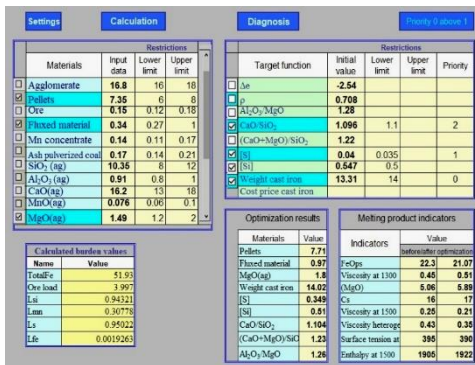 Settings
Calculation
Diagnosis
Priority 0 above 1
Restrictions
Materials Input data Lower limit Upper limit
Agglomerate 16.8 16 18
Pellets 7.35 6 8
Ore 0.15 0.12 0.18
Fluxed material 0.34 0.27 1
Mn concentrate 0.14 0.11 0.17
Ash pulverized coal 0.17 0.14 0.21
SiO₂ (ag) 10.35 8 12
Al₂O₃ (ag) 0.91 0.8 1
CaO(ag) 16.2 13 18
MnO(ag) 0.076 0.06 0.1
MgO(ag) 1.49 1.2 2
Restrictions
Target function Initial value Lower limit Upper limit Priority
Δe -2.54
ρ 0.708
Al₂O₃/MgO 1.28
CaO/SiO₂ 1.096 1.1 2
(CaO+MgO)/SiO₂ 1.22
[S] 0.04 0.035 1
[Si] 0.547 0.5
Weight cast iron 13.31 14 0
Cost price cast iron
Calculated burden values
Name Value
TotalFe 51.93
Ore load 3.997
Lsi 0.94321
Lmn 0.30778
Ls 0.95022
Lfe 0.0019263
Optimization results
Materials Value
Pellets 7.71
Fluxed material 0.97
MgO(ag) 1.8
Weight cast iron 14.02
[S] 0.349
[Si] 0.51
CaO/SiO₂ 1.104
(CaO+MgO)/SiO 1.23
Al₂O₃/MgO 1.26
Melting product indicators
Indicators Value
before/after optimization
FeOps 22.3 21.07
Viscosity at 1300 0.45 0.51
(MgO) 5.06 5.89
Cs 16 17
Viscosity at 1500 0.25 0.21
Viscosity heteroge 0.43 0.35
Surface tension at 395 390
Enthalpy at 1500 1905 1922